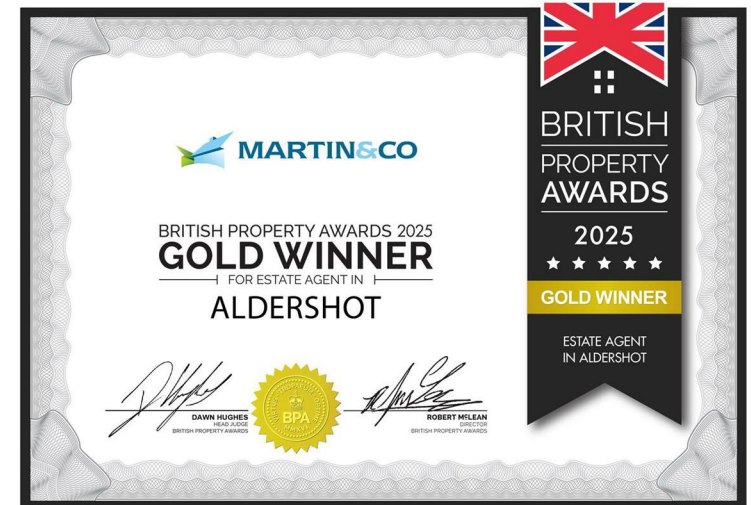 MARTIN&CO
BRITISH PROPERTY AWARDS 2025
GOLD WINNER
FOR ESTATE AGENT IN
ALDERSHOT
DAWN HUGHES
HEAD JUDGE
BRITISH PROPERTY AWARDS
BPA
ROBERT McLEAN
DIRECTOR
BRITISH PROPERTY AWARDS
BRITISH
PROPERTY
AWARDS
2025
GOLD WINNER
ESTATE AGENT
IN ALDERSHOT